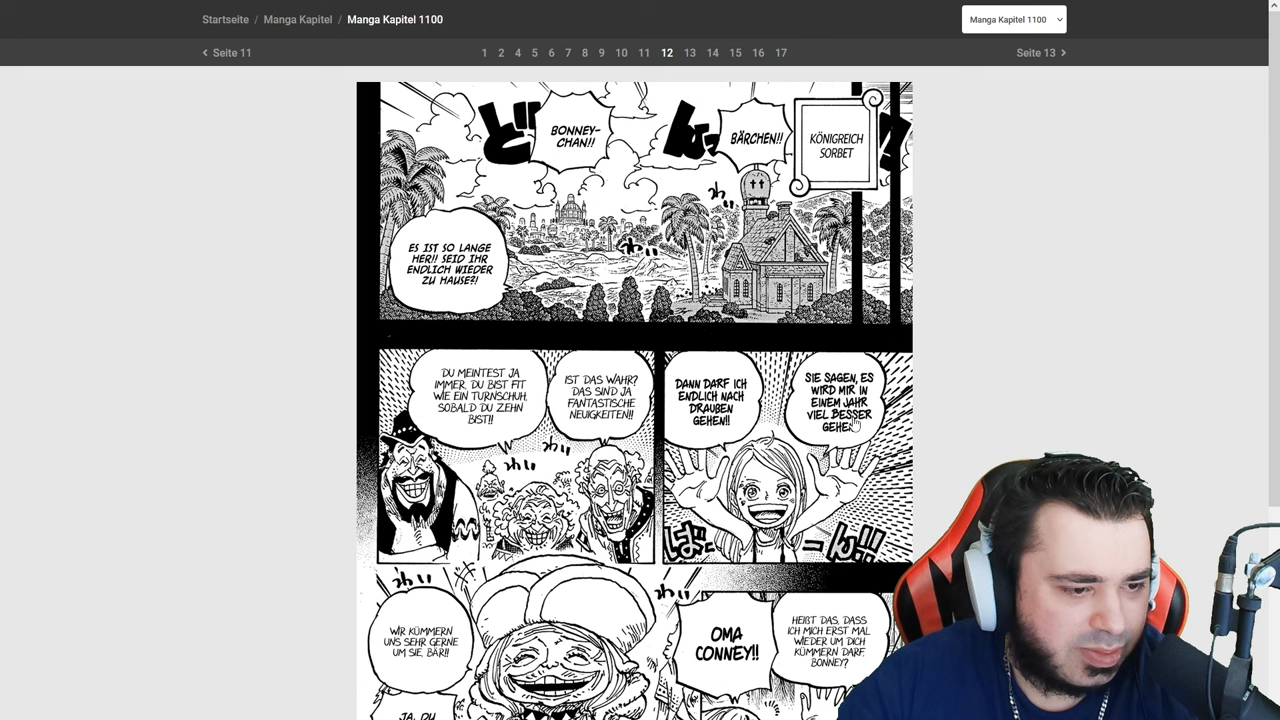 Startseite / Manga Kapitel / Manga Kapitel 1100
Manga Kapitel 1100
Seite 11
1 2 3 4 5 6 7 8 9 10 11 12 13 14 15 16 17
Seite 13
KÖNIGREICH
SORBET
BÄRCHEN!!
BONNEY-
CHAN!!
ES IST SO LANGE
HER!! SEID IHR
ENDLICH WIEDER
ZU HAUSE?!
SIE SAGEN, ES
WIRD MIR IN
EINEM JAHR
VIEL BESSER
GEHEN
DANN DARF ICH
ENDLICH NACH
DRAUßEN
GEHEN!!
IST DAS WAHR?
DAS SIND JA
FANTASTISCHE
NEUIGKEITEN!!
DU MEINTEST JA
IMMER, DU BIST FIT
WIE EIN TURNSCHUH,
SOBALD DU ZEHN
BIST!!
HEIßT DAS, DASS
ICH MICH ERST MAL
WIEDER UM DICH
KÜMMERN DARF,
BONNEY?
OMA
CONNEY!!
WIR KÜMMERN
UNS SEHR GERNE
UM SIE, BÄR!!
JA, DU